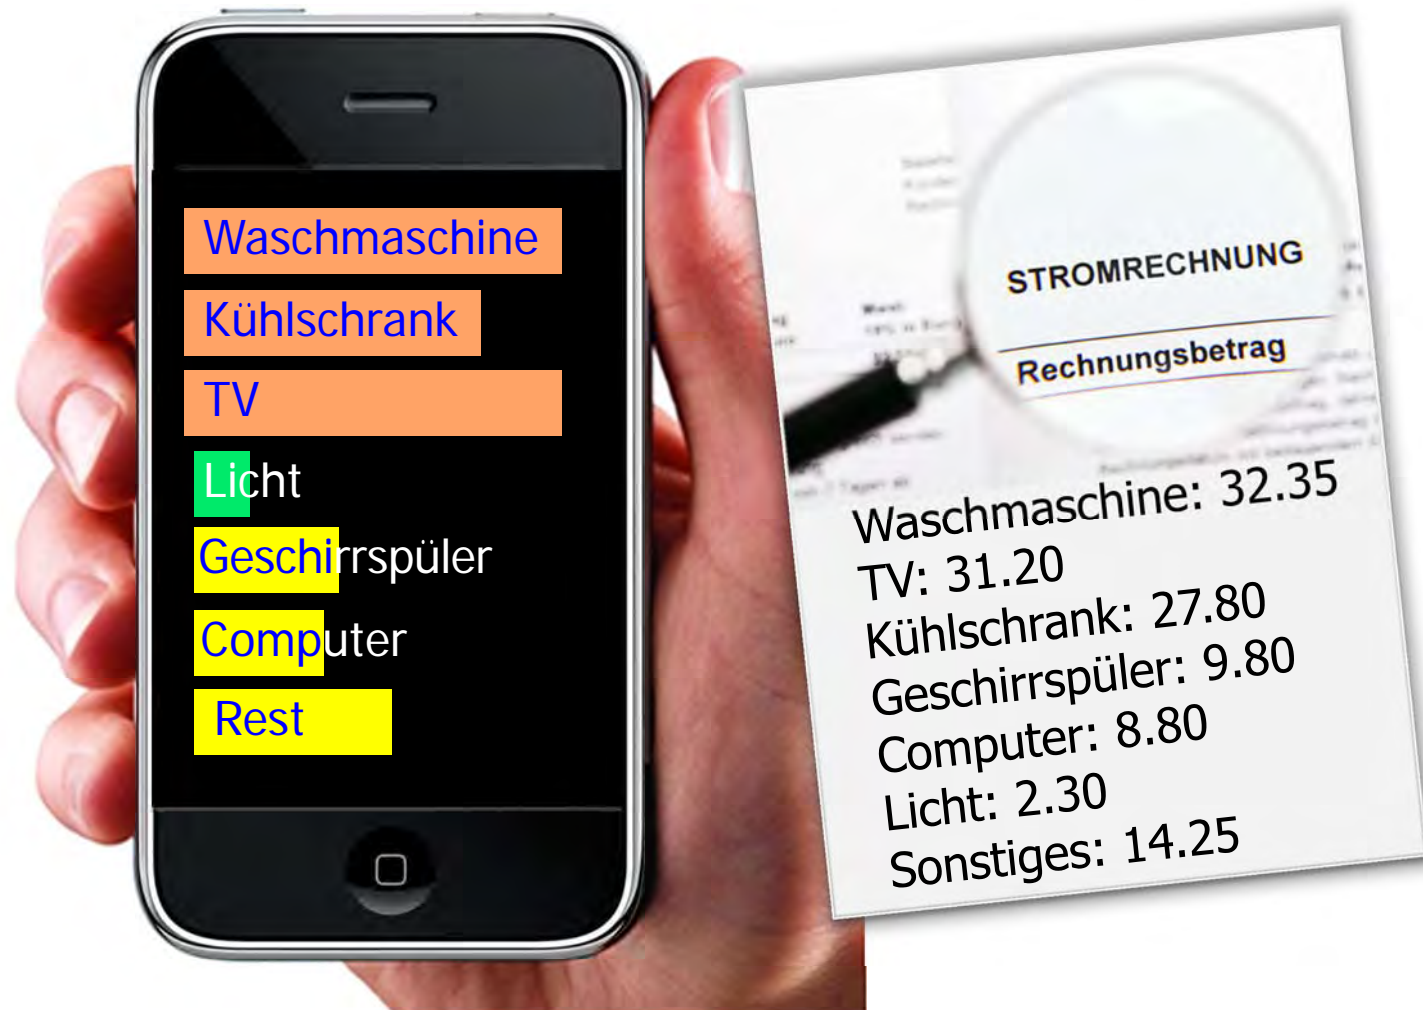 Waschmaschine
Kühlschrank
TV
Licht
Geschirrspüler
Computer
Rest
STROMRECHNUNG
Rechnungsbetrag
Waschmaschine: 32.35
TV: 31.20
Kühlschrank: 27.80
Geschirrspüler: 9.80
Computer: 8.80
Licht: 2.30
Sonstiges: 14.25